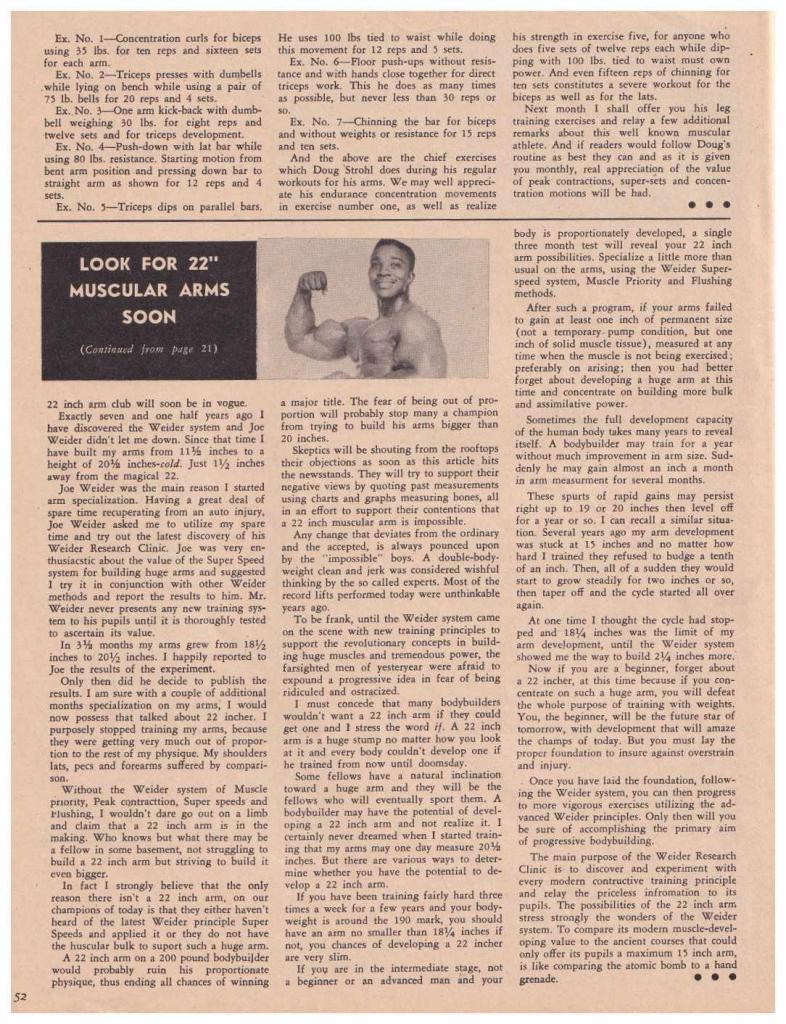 Ex. No. 1—Concentration curls for biceps
using 35 lbs. for ten reps and sixteen sets
for each arm.
Ex. No. 2—Triceps presses with dumbells
while lying on bench while using a pair of
75 lb. bells for 20 reps and 4 sets.
Ex. No. 3—One arm kick-back with dumb-
bell weighing 30 lbs. for eight reps and
twelve sets and for triceps development.
Ex. No. 4—Push-down with lat bar while
using 80 lbs. resistance. Starting motion from
bent arm position and pressing down bar to
straight arm as shown for 12 reps and 4
sets.
Ex. No. 5—Triceps dips on parallel bars.
He uses 100 lbs tied to waist while doing
this movement for 12 reps and 5 sets.
Ex. No. 6—Floor push-ups without resis-
tance and with hands close together for direct
triceps work. This he does as many times
as possible, but never less than 30 reps or
so.
Ex. No. 7—Chinning the bar for biceps
and without weights or resistance for 15 reps
and ten sets.
And the above are the chief exercises
which Doug Strohl does during his regular
workouts for his arms. We may well appreci-
ate his endurance concentration movements
in exercise number one, as well as realize
his strength in exercise five, for anyone who
does five sets of twelve reps each while dip-
ping with 100 lbs. tied to waist must own
power. And even fifteen reps of chinning for
ten sets constitutes a severe workout for the
biceps as well as for the lats.
Next month I shall offer you his leg
training exercises and relay a few additional
remarks about this well known muscular
athlete. And if readers would follow Doug's
routine as best they can and as it is given
you monthly, real appreciation of the value
of peak contractions, super-sets and concen-
tration motions will be had.
● ● ●
LOOK FOR 22"
MUSCULAR ARMS
SOON
(Continued from page 21)
22 inch arm club will soon be in vogue.
Exactly seven and one half years ago I
have discovered the Weider system and Joe
Weider didn't let me down. Since that time I
have built my arms from 11½ inches to a
height of 20½ inches-cold. Just 1½ inches
away from the magical 22.
Joe Weider was the main reason I started
arm specialization. Having a great deal of
spare time recuperating from an auto injury,
Joe Weider asked me to utilize my spare
time and try out the latest discovery of his
Weider Research Clinic. Joe was very en-
thusiacstic about the value of the Super Speed
system for building huge arms and suggested
I try it in conjunction with other Weider
methods and report the results to him. Mr.
Weider never presents any new training sys-
tem to his pupils until it is thoroughly tested
to ascertain its value.
In 3½ months my arms grew from 18½
inches to 20½ inches. I happily reported to
Joe the results of the experiment.
Only then did he decide to publish the
results. I am sure with a couple of additional
months specialization on my arms, I would
now possess that talked about 22 incher. I
purposely stopped training my arms, because
they were getting very much out of propor-
tion to the rest of my physique. My shoulders
lats, pecs and forearms suffered by compari-
son.
Without the Weider system of Muscle
priority, Peak contracttion, Super speeds and
Flushing, I wouldn't dare go out on a limb
and claim that a 22 inch arm is in the
making. Who knows but what there may be
a fellow in some basement, not struggling to
build a 22 inch arm but striving to build it
even bigger.
In fact I strongly believe that the only
reason there isn't a 22 inch arm, on our
champions of today is that they either haven't
heard of the latest Weider principle Super
Speeds and applied it or they do not have
the huscular bulk to suport such a huge arm.
A 22 inch arm on a 200 pound bodybuilder
would probably ruin his proportionate
physique, thus ending all chances of winning
a major title. The fear of being out of pro-
portion will probably stop many a champion
from trying to build his arms bigger than
20 inches.
Skeptics will be shouting from the rooftops
their objections as soon as this article hits
the newsstands. They will try to support their
negative views by quoting past measurements
using charts and graphs measuring bones, all
in an effort to support their contentions that
a 22 inch muscular arm is impossible.
Any change that deviates from the ordinary
and the accepted, is always pounced upon
by the "impossible" boys. A double-body-
weight clean and jerk was considered wishful
thinking by the so called experts. Most of the
record lifts performed today were unthinkable
years ago.
To be frank, until the Weider system came
on the scene with new training principles to
support the revolutionary concepts in build-
ing huge muscles and tremendous power, the
farsighted men of yesteryear were afraid to
expound a progressive idea in fear of being
ridiculed and ostracized.
I must concede that many bodybuilders
wouldn't want a 22 inch arm if they could
get one and I stress the word if. A 22 inch
arm is a huge stump no matter how you look
at it and every body couldn't develop one if
he trained from now until doomsday.
Some fellows have a natural inclination
toward a huge arm and they will be the
fellows who will eventually sport them. A
bodybuilder may have the potential of devel-
oping a 22 inch arm and not realize it. I
certainly never dreamed when I started train-
ing that my arms may one day measure 20½
inches. But there are various ways to deter-
mine whether you have the potential to de-
velop a 22 inch arm.
If you have been training fairly hard three
times a week for a few years and your body-
weight is around the 190 mark, you should
have an arm no smaller than 18¼ inches if
not, you chances of developing a 22 incher
are very slim.
If you are in the intermediate stage, not
a beginner or an advanced man and your
body is proportionately developed, a single
three month test will reveal your 22 inch
arm possibilities. Specialize a little more than
usual on the arms, using the Weider Super-
speed system, Muscle Priority and Flushing
methods.
After such a program, if your arms failed
to gain at least one inch of permanent size
(not a temporary pump condition, but one
inch of solid muscle tissue), measured at any
time when the muscle is not being exercised;
preferably on arising; then you had better
forget about developing a huge arm at this
time and concentrate on building more bulk
and assimilative power.
Sometimes the full development capacity
of the human body takes many years to reveal
itself. A bodybuilder may train for a year
without much improvement in arm size. Sud-
denly he may gain almost an inch a month
in arm measurment for several months.
These spurts of rapid gains may persist
right up to 19 or 20 inches then level off
for a year or so. I can recall a similar situa-
tion. Several years ago my arm development
was stuck at 15 inches and no matter how
hard I trained they refused to budge a tenth
of an inch. Then, all of a sudden they would
start to grow steadily for two inches or so,
then taper off and the cycle started all over
again.
At one time I thought the cycle had stop-
ped and 18¼ inches was the limit of my
arm development, until the Weider system
showed me the way to build 2¼ inches more.
Now if you are a beginner, forget about
a 22 incher, at this time because if you con-
centrate on such a huge arm, you will defeat
the whole purpose of training with weights.
You, the beginner, will be the future star of
tomorrow, with development that will amaze
the champs of today. But you must lay the
proper foundation to insure against overstrain
and injury.
Once you have laid the foundation, follow-
ing the Weider system, you can then progress
to more vigorous exercises utilizing the ad-
vanced Weider principles. Only then will you
be sure of accomplishing the primary aim
of progressive bodybuilding.
The main purpose of the Weider Research
Clinic is to discover and experiment with
every modern contructive training principle
and relay the priceless infromation to its
pupils. The possibilities of the 22 inch arm
stress strongly the wonders of the Weider
system. To compare its modern muscle-devel-
oping value to the ancient courses that could
only offer its pupils a maximum 15 inch arm,
is like comparing the atomic bomb to a hand
grenade.
● ● ●
52